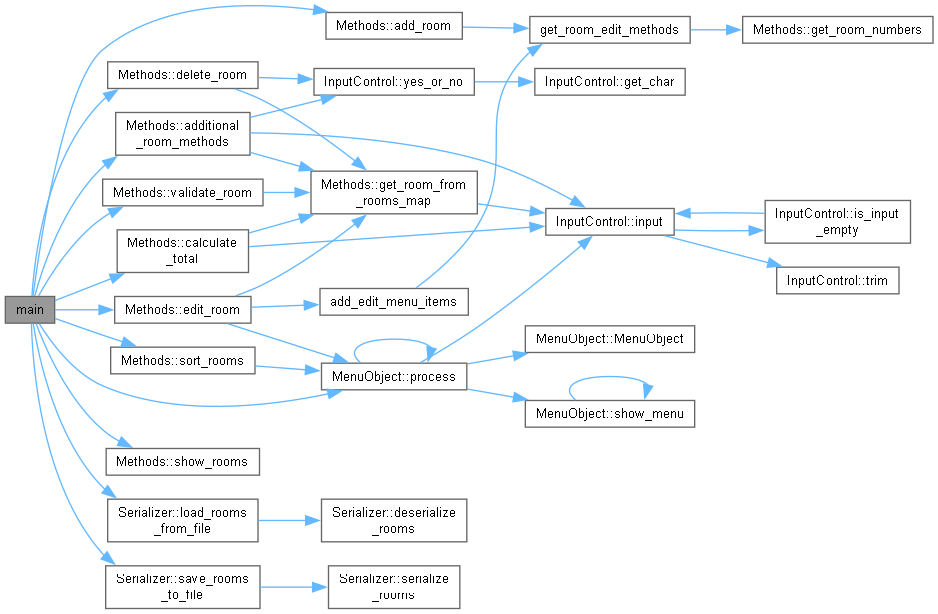 main
Methods::add_room
get_room_edit_methods
Methods::get_room_numbers
Methods::delete_room
InputControl::yes_or_no
InputControl::get_char
Methods::additional
_room_methods
Methods::validate_room
Methods::get_room_from
_rooms_map
InputControl::input
InputControl::is_input
_empty
InputControl::trim
Methods::calculate
_total
Methods::edit_room
add_edit_menu_items
Methods::sort_rooms
MenuObject::process
MenuObject::MenuObject
MenuObject::show_menu
Methods::show_rooms
Serializer::load_rooms
_from_file
Serializer::deserialize
_rooms
Serializer::save_rooms
_to_file
Serializer::serialize
_rooms